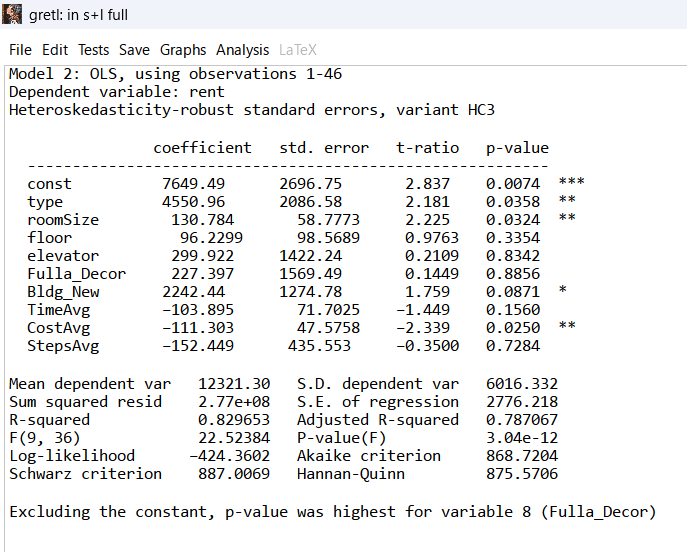 gretl: in s+l full
File Edit Tests Save Graphs Analysis LaTeX
Model 2: OLS, using observations 1-46
Dependent variable: rent
Heteroskedasticity-robust standard errors, variant HC3
coefficient std. error t-ratio p-value
-------------------------------------------------------
const 7649.49 2696.75 2.837 0.0074 ***
type 4550.96 2086.58 2.181 0.0358 **
roomSize 130.784 58.7773 2.225 0.0324 **
floor 96.2299 98.5689 0.9763 0.3354
elevator 299.922 1422.24 0.2109 0.8342
Fulla_Decor 227.397 1569.49 0.1449 0.8856
Bldg_New 2242.44 1274.78 1.759 0.0871 *
TimeAvg −103.895 71.7025 −1.449 0.1560
CostAvg −111.303 47.5758 −2.339 0.0250 **
StepsAvg −152.449 435.553 −0.3500 0.7284
Mean dependent var 12321.30 S.D. dependent var 6016.332
Sum squared resid 2.77e+08 S.E. of regression 2776.218
R-squared 0.829653 Adjusted R-squared 0.787067
F(9, 36) 22.52384 P-value(F) 3.04e-12
Log-likelihood −424.3602 Akaike criterion 868.7204
Schwarz criterion 887.0069 Hannan-Quinn 875.5706
Excluding the constant, p-value was highest for variable 8 (Fulla_Decor)